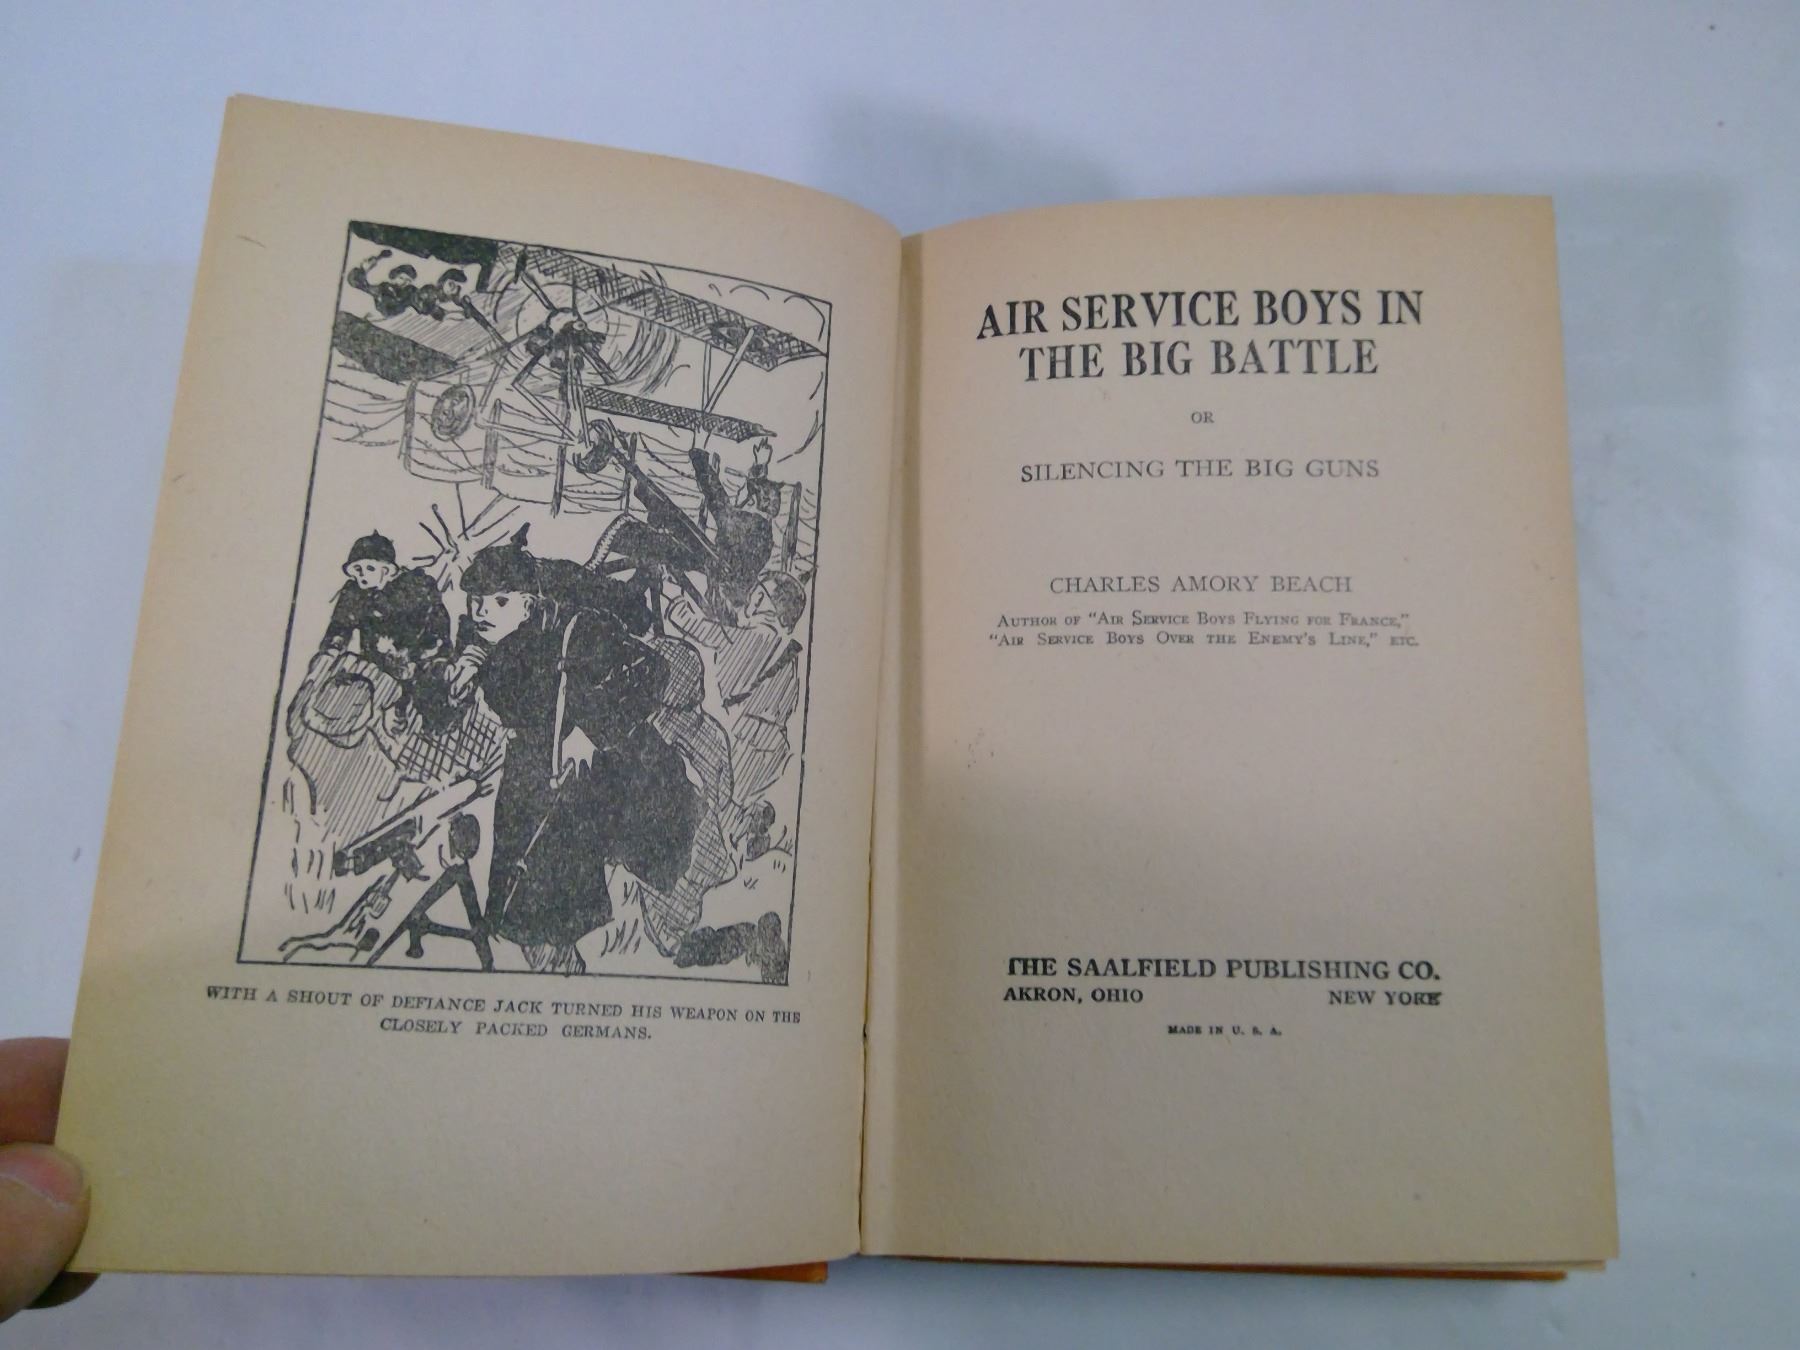 WITH A SHOUT OF DEFIANCE JACK TURNED HIS WEAPON ON THE
CLOSELY PACKED GERMANS.
AIR SERVICE BOYS IN
THE BIG BATTLE
OR
SILENCING THE BIG GUNS
CHARLES AMORY BEACH
AUTHOR OF "AIR SERVICE BOYS FLYING FOR FRANCE,"
"AIR SERVICE BOYS OVER THE ENEMY'S LINE," ETC.
THE SAALFIELD PUBLISHING CO.
AKRON, OHIO NEW YORK
MADE IN U. S. A.